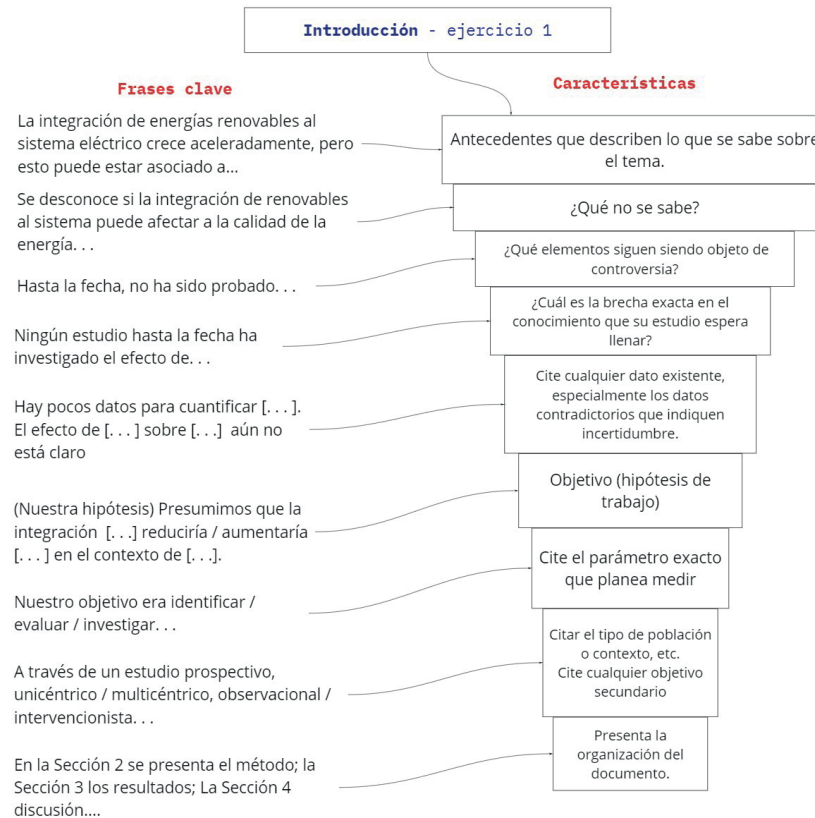 Introducción - ejercicio 1
Frases clave
La integración de energías renovables al
sistema eléctrico crece aceleradamente, pero
esto puede estar asociado a...
Se desconoce si la integración de renovables
al sistema puede afectar a la calidad de la
energía. . .
Hasta la fecha, no ha sido probado. . .
Ningún estudio hasta la fecha ha
investigado el efecto de. . .
Hay pocos datos para cuantificar [. . . ].
El efecto de [. . . ] sobre [. . .] aún no
está claro
(Nuestra hipótesis) Presumimos que la
integración [. . .] reduciría / aumentaría
[. . . ] en el contexto de [. . .].
Nuestro objetivo era identificar /
evaluar / investigar. . .
A través de un estudio prospectivo,
unicéntrico / multicéntrico, observacional /
intervencionista. . .
En la Sección 2 se presenta el método; la
Sección 3 los resultados; La Sección 4
discusión....
Características
Antecedentes que describen lo que se sabe sobre
el tema.
¿Qué no se sabe?
¿Qué elementos siguen siendo objeto de
controversia?
¿Cuál es la brecha exacta en el
conocimiento que su estudio espera
llenar?
Cite cualquier dato existente,
especialmente los datos
contradictorios que indiquen
incertidumbre.
Objetivo (hipótesis de
trabajo)
Cite el parámetro exacto
que planea medir
Citar el tipo de población
o contexto, etc.
Cite cualquier objetivo
secundario
Presenta la
organización del
documento.